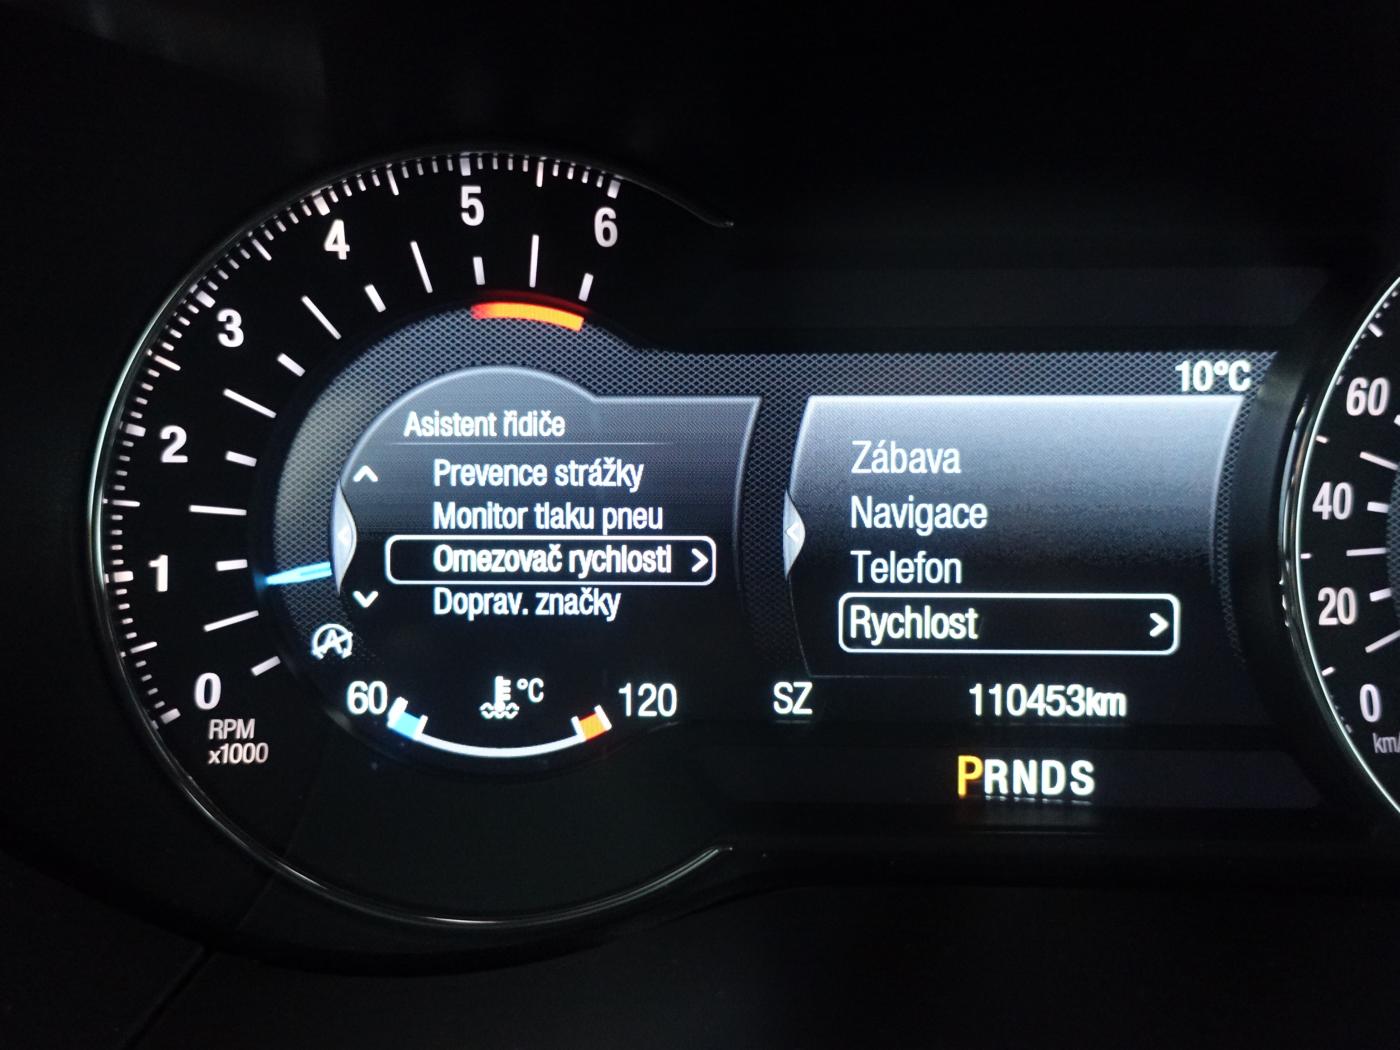 5
6
4
3
2
1
0
RPM
x1000
Asistent řidiče
Prevence strážky
Monitor tlaku pneu
Omezovač rychlosti
Doprav. značky
A
60
°C
120
10°C
Zábava
Navigace
Telefon
Rychlost
SZ
110453km
PRNDS
60
40
20
0
km/